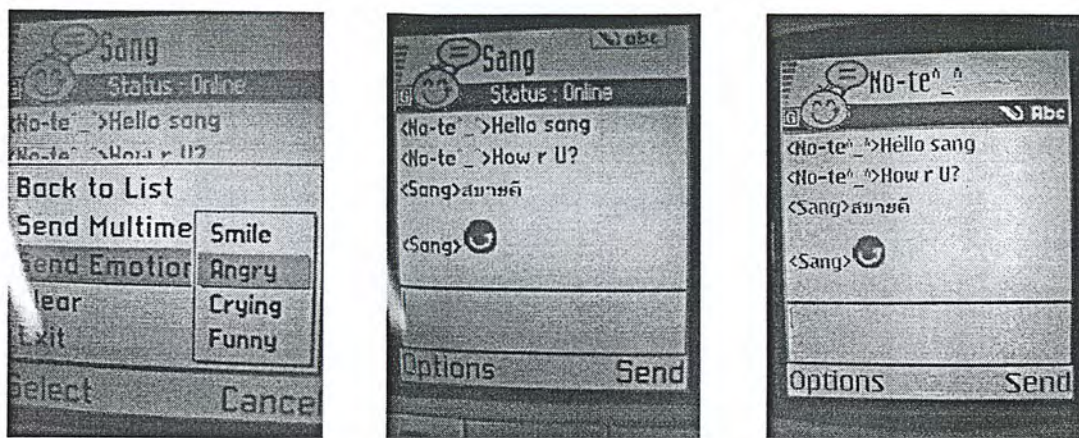 Sang
Status : Online
<No-te^_^>Hello sang
<No-te^_^>How r U?
Back to List
Send Multime
Send Emotion
Clear
Exit
Smile
Angry
Crying
Funny
Select
Cancel
abc
Sang
Status : Online
<No-te^_^>Hello sang
<No-te^_^>How r U?
<Sang>สบายดี
<Sang>
Options
Send
No-te^_^
Abc
<No-te^_^>Hello sang
<No-te^_^>How r U?
<Sang>สบายดี
<Sang>
Options
Send